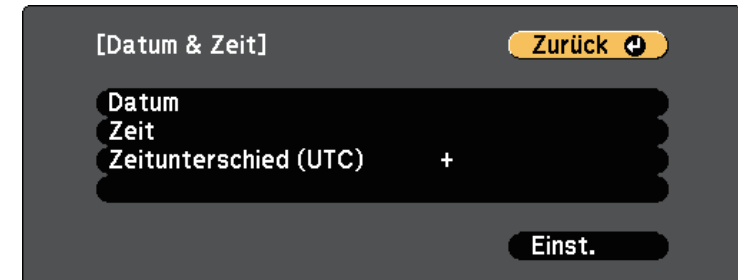 [Datum & Zeit]
Zurück
Datum
Zeit
Zeitunterschied (UTC) +
Einst.